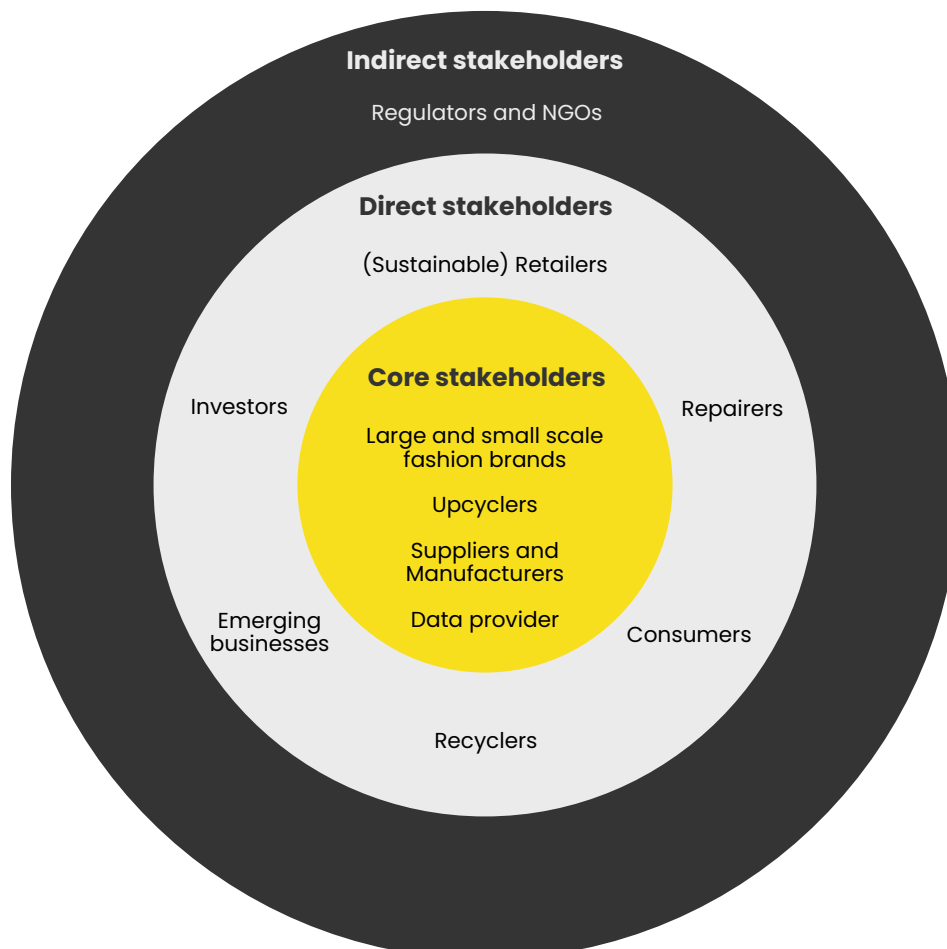 Indirect stakeholders
Regulators and NGOs
Direct stakeholders
(Sustainable) Retailers
Core stakeholders
Investors
Repairers
Large and small scale
fashion brands
Upcyclers
Suppliers and
Manufacturers
Data provider
Emerging
businesses
Consumers
Recyclers